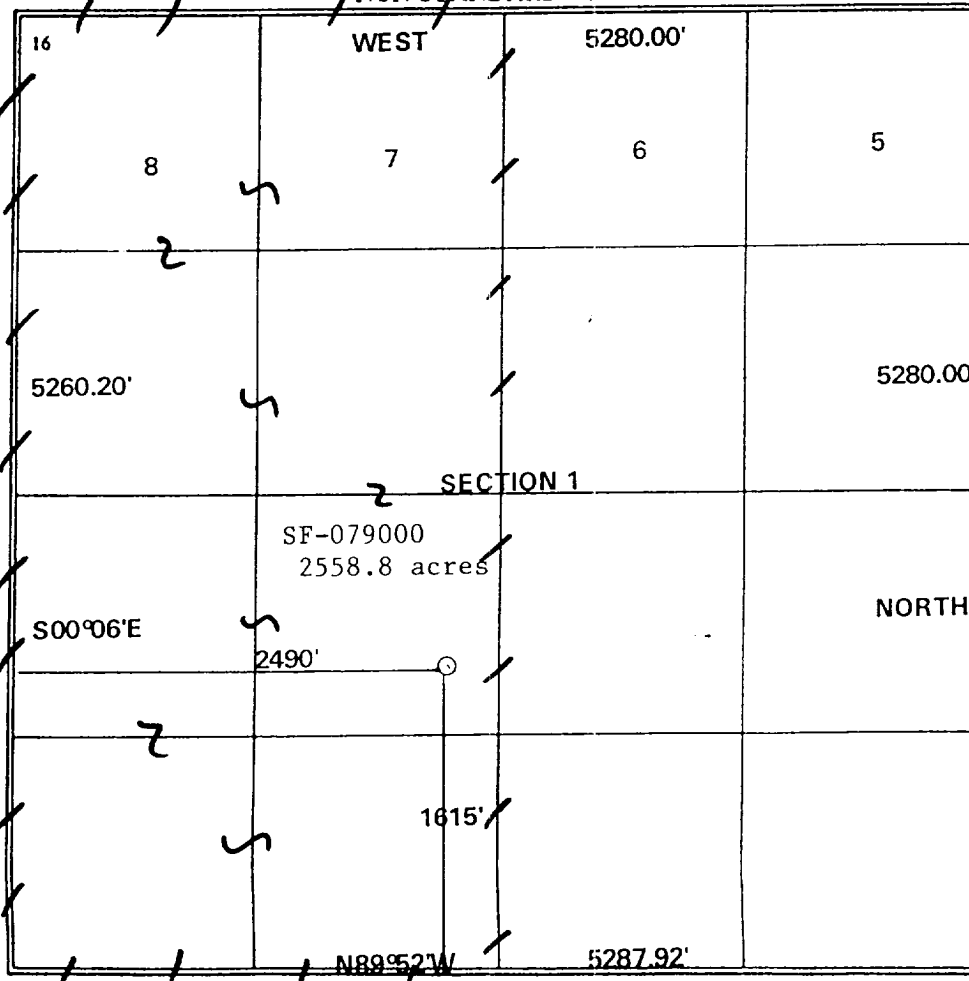 16 WEST 5280.00'
8 7 6 5
5260.20' 5280.00
SECTION 1
SF-079000
2558.8 acres
S00°06'E NORTH
2490'
1615'
N89°52'W 5287.92'